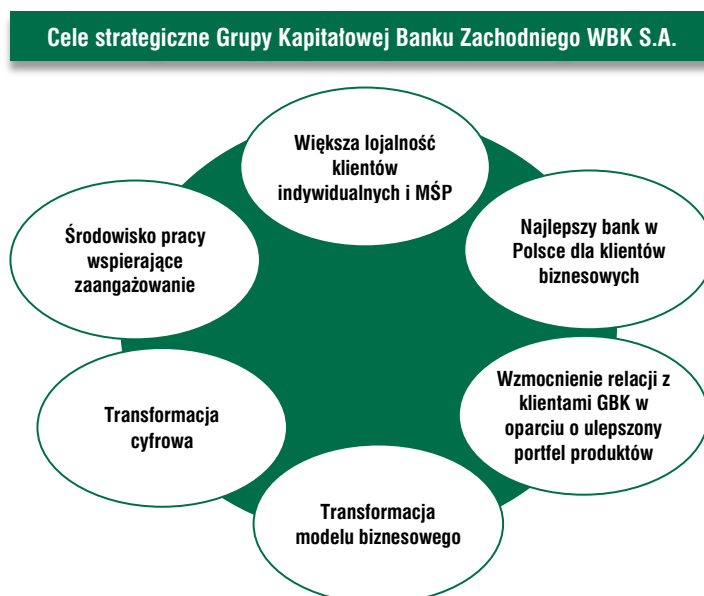 Cele strategiczne Grupy Kapitałowej Banku Zachodniego WBK S.A.
Większa lojalność
klientów
indywidualnych i MŚP
Najlepszy bank w
Polsce dla klientów
biznesowych
Wzmocnienie relacji z
klientami GBK w
oparciu o ulepszony
portfel produktów
Transformacja
modelu biznesowego
Transformacja
cyfrowa
Środowisko pracy
wspierające
zaangażowanie